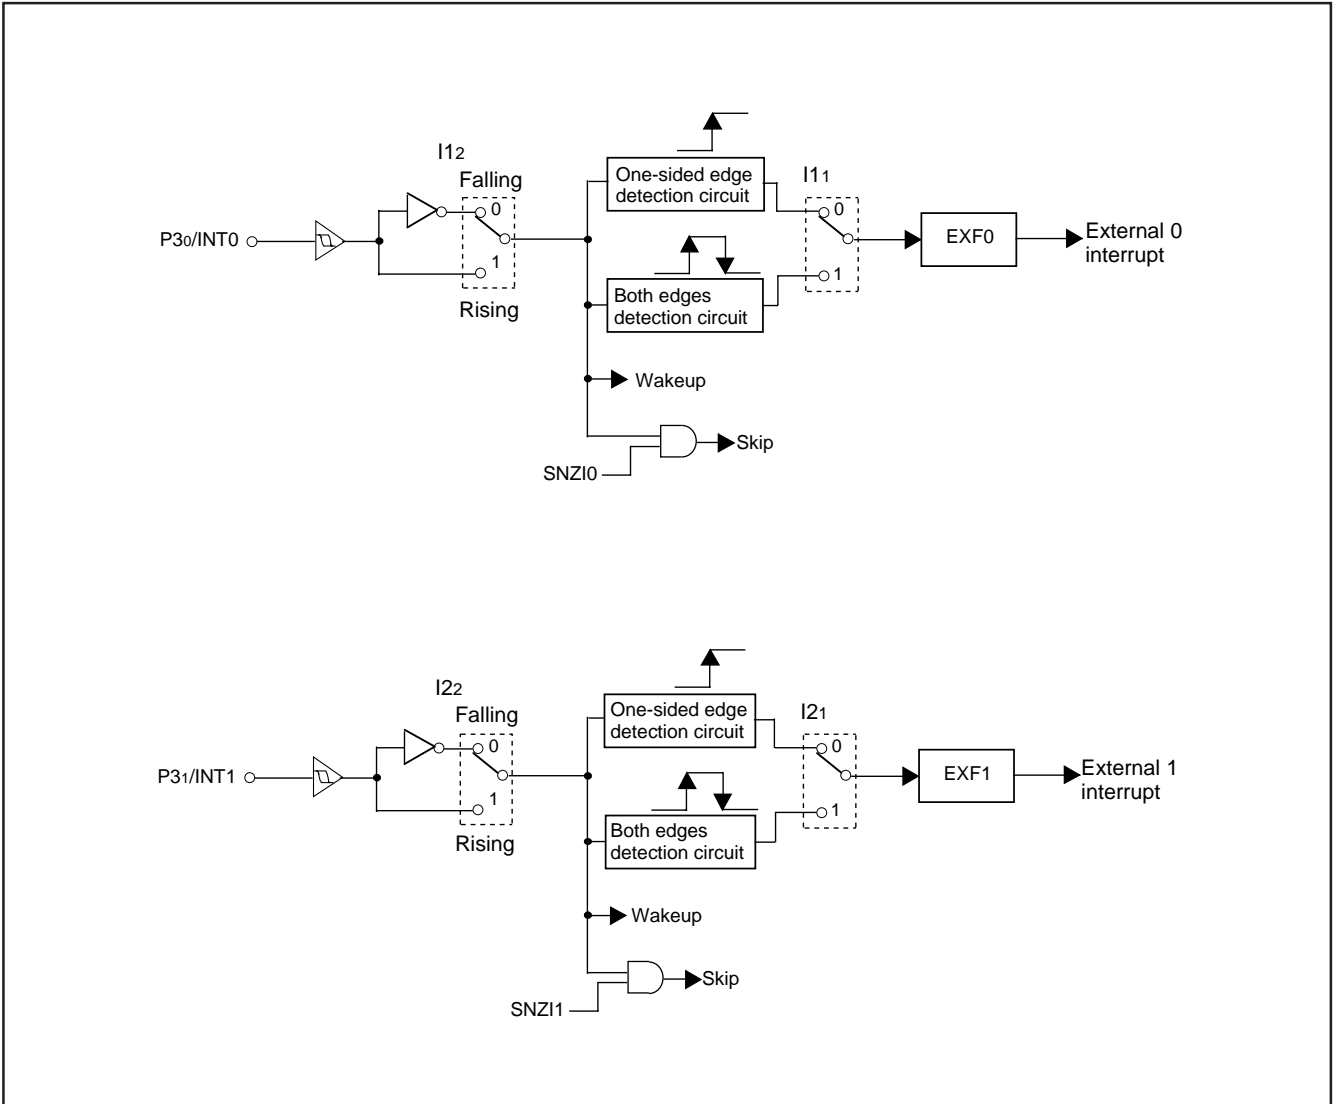 I12
Falling
0
P30/INT0
1
Rising
One-sided edge
detection circuit
Both edges
detection circuit
I11
0
1
EXF0
External 0
interrupt
Wakeup
Skip
SNZI0
I22
Falling
0
P31/INT1
1
Rising
One-sided edge
detection circuit
Both edges
detection circuit
I21
0
1
EXF1
External 1
interrupt
Wakeup
Skip
SNZI1